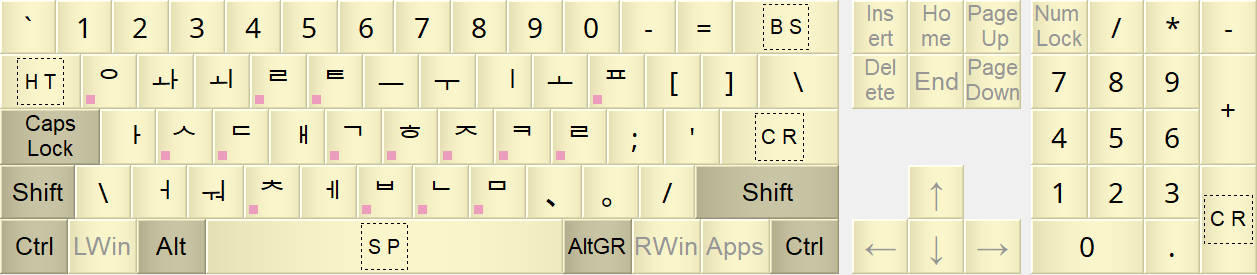 ` 1 2 3 4 5 6 7 8 9 0 - = BS Insert Home Page Up Num Lock / * -
HT ㅇ ㅘ ㅚ ㄹ ㅌ ㅡ ㅜ ㅣ ㅗ ㅍ [ ] \ Delete End Page Down 7 8 9 +
Caps Lock ㅏ ㅅ ㄷ ㅐ ㄱ ㅎ ㅈ ㅋ ㄹ ; ' CR 4 5 6
Shift \ ㅓ ㅝ ㅊ ㅔ ㅂ ㄴ ㅁ 、 。 / Shift ↑ 1 2 3 CR
Ctrl LWin Alt SP AltGR RWin Apps Ctrl ← ↓ → 0 .